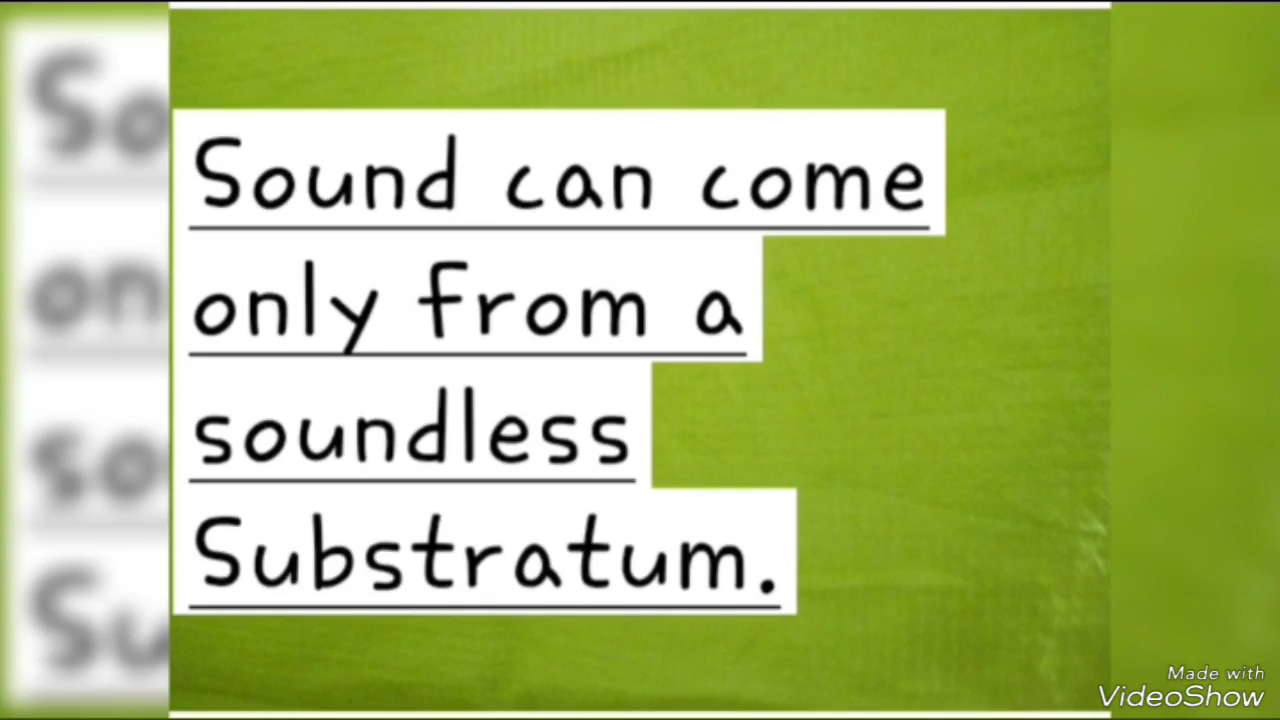 Sound can come
only from a
soundless
Substratum.
Made with
VideoShow